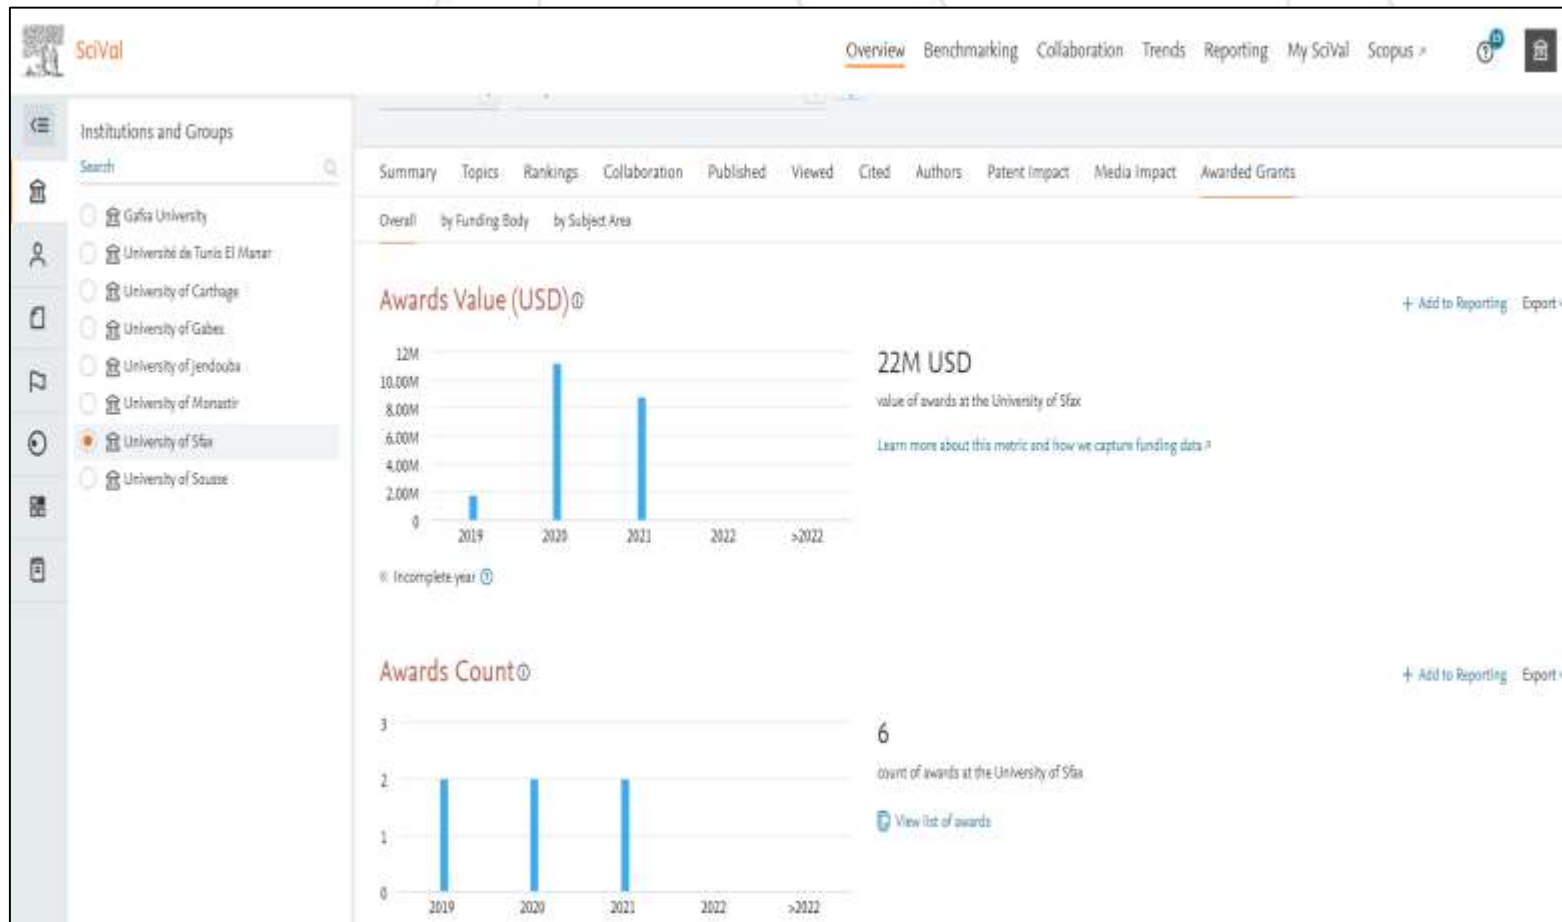 SciVal
Overview Benchmarking Collaboration Trends Reporting My SciVal Scopus
Institutions and Groups
Search
Gafsa University
Université de Tunis El Manar
University of Carthage
University of Gabes
University of Jendouba
University of Monastir
University of Sfax
University of Sousse
Summary Topics Rankings Collaboration Published Viewed Cited Authors Patent Impact Media Impact Awarded Grants
Overall by Funding Body by Subject Area
Awards Value (USD)
+ Add to Reporting Export
12M
10.00M
8.00M
6.00M
4.00M
2.00M
0
2019 2020 2021 2022 >2022
Incomplete year
22M USD
value of awards at the University of Sfax
Learn more about this metric and how we capture funding data
Awards Count
+ Add to Reporting Export
3
2
1
0
2019 2020 2021 2022 >2022
6
count of awards at the University of Sfax
View list of awards